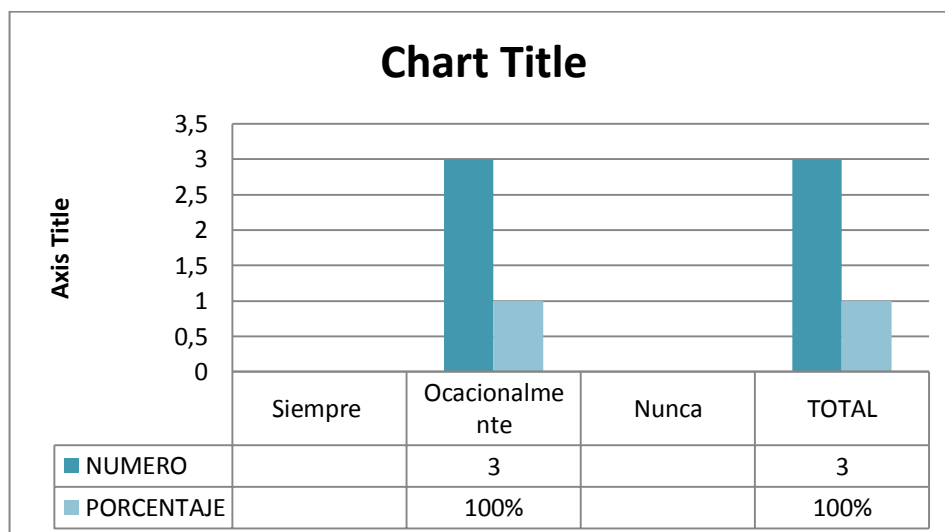 Chart Title
Axis Title
3,5
3
2,5
2
1,5
1
0,5
0
Siempre
Ocacionalme
nte
Nunca
TOTAL
NUMERO 3 3
PORCENTAJE 100% 100%